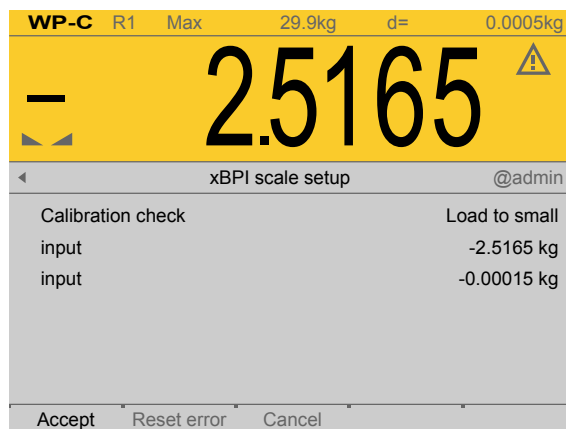 WP-C R1 Max 29.9kg d= 0.0005kg
– 2.5165
xBPI scale setup @admin
Calibration check Load to small
input -2.5165 kg
input -0.00015 kg
Accept Reset error Cancel